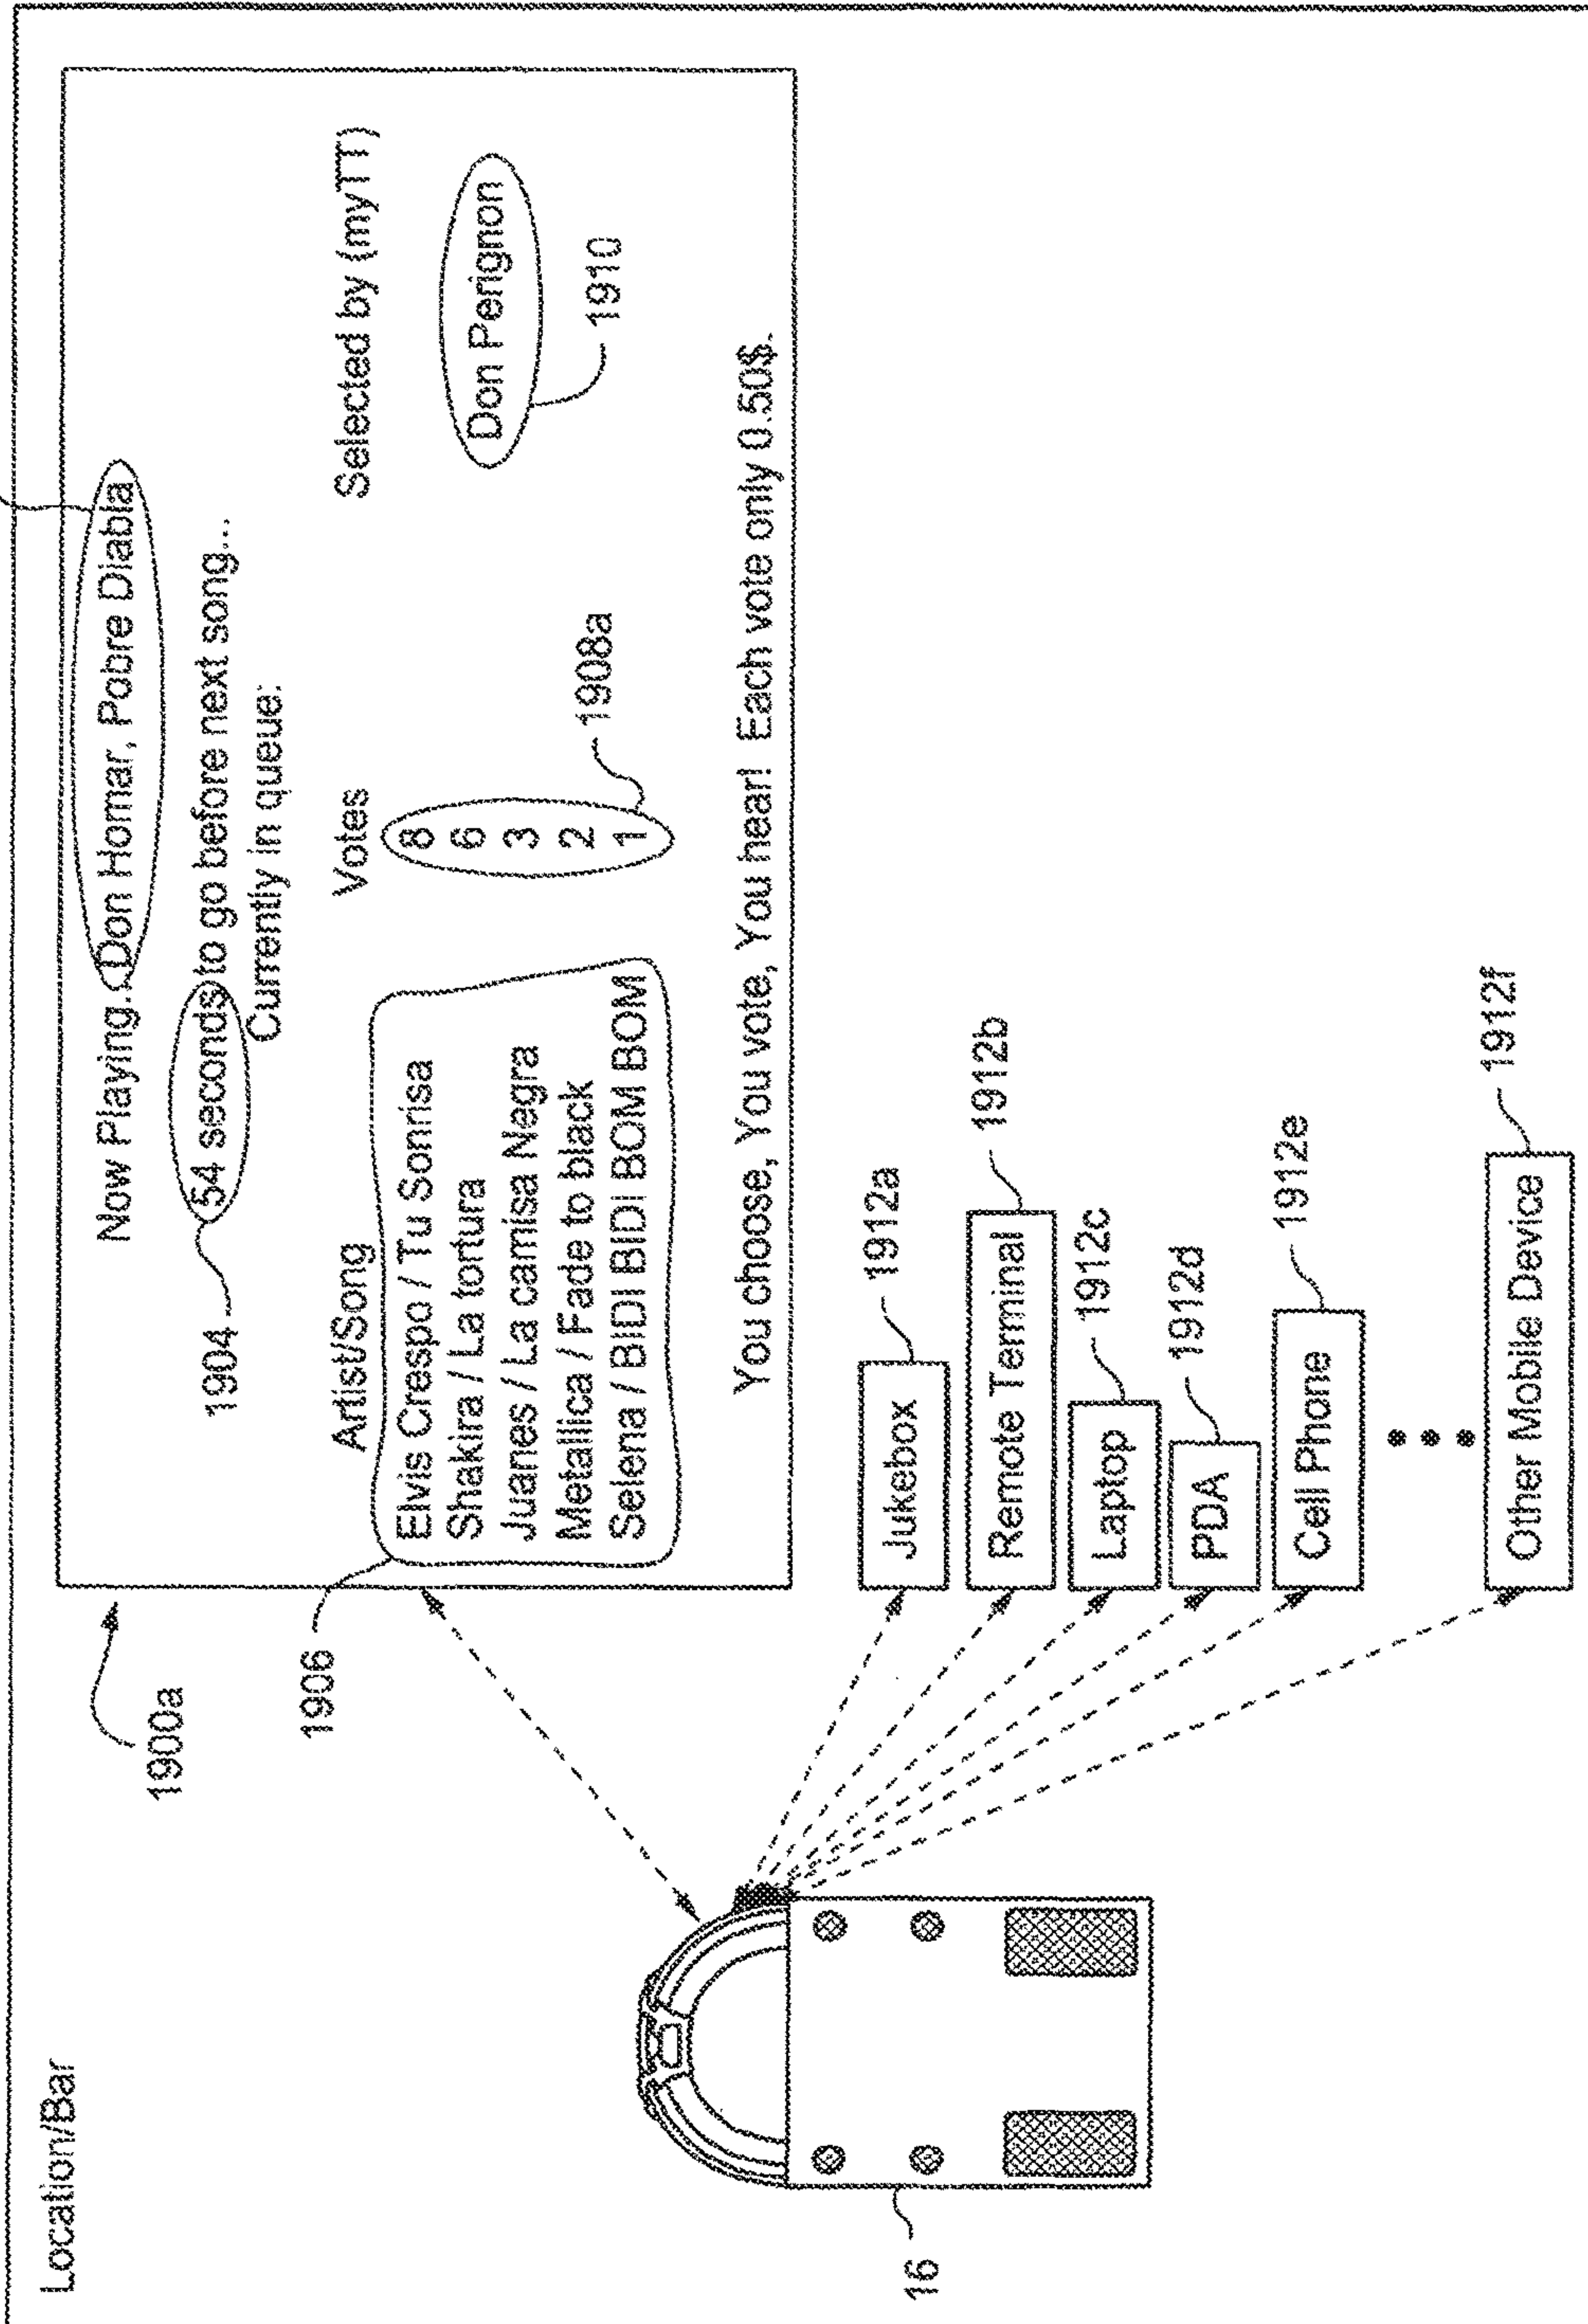 Location/Bar
1900a
Now Playing...Don Homar, Pobre Diabla
1904
54 seconds to go before next song...
Currently in queue:
1906
Artist/Song Votes Selected by (myTT)
Elvis Crespo / Tu Sonrisa 8
Shakira / La tortura 6 Don Perignon
Juanes / La camisa Negra 3
Metallica / Fade to black 2
Selena / BIDI BIDI BOM BOM 1
1908a
1910
You choose, You vote, You hear! Each vote only 0.50$.
16
Jukebox 1912a
Remote Terminal 1912b
Laptop 1912c
PDA 1912d
Cell Phone 1912e
Other Mobile Device 1912f